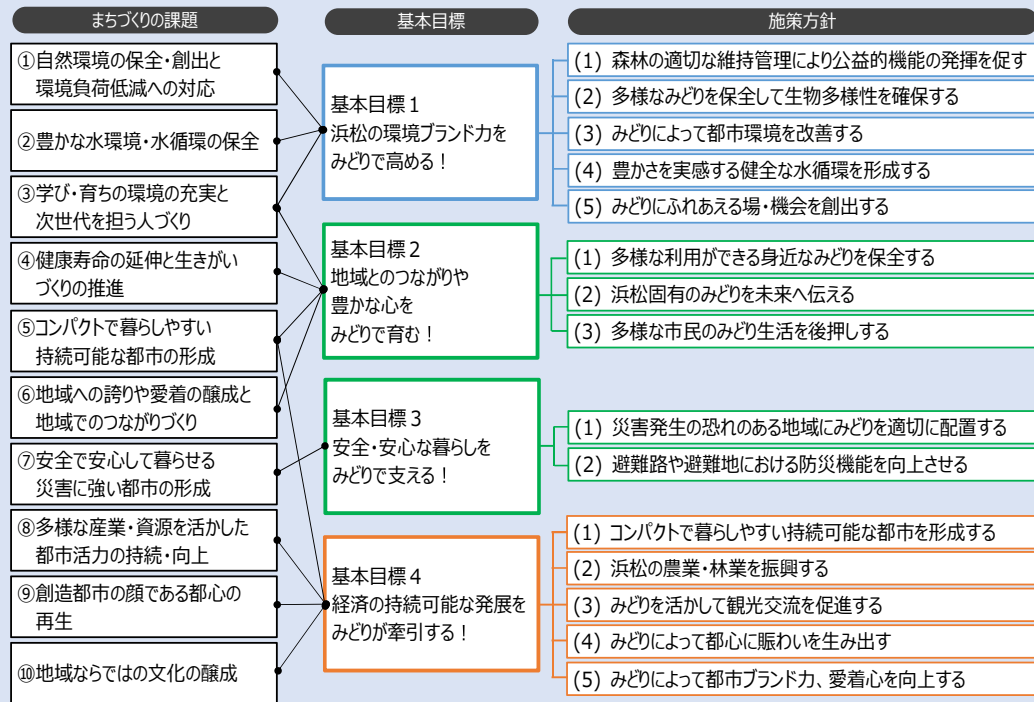 まちづくりの課題
①自然環境の保全・創出と
環境負荷低減への対応
②豊かな水環境・水循環の保全
③学び・育ちの環境の充実と
次世代を担う人づくり
④健康寿命の延伸と生きがい
づくりの推進
⑤コンパクトで暮らしやすい
持続可能な都市の形成
⑥地域への誇りや愛着の醸成と
地域でのつながりづくり
⑦安全で安心して暮らせる
災害に強い都市の形成
⑧多様な産業・資源を活かした
都市活力の持続・向上
⑨創造都市の顔である都心の
再生
⑩地域ならではの文化の醸成
基本目標
基本目標1
浜松の環境ブランド力を
みどりで高める!
基本目標2
地域とのつながりや
豊かな心を
みどりで育む!
基本目標3
安全・安心な暮らしを
みどりで支える!
基本目標4
経済の持続可能な発展を
みどりが牽引する!
施策方針
(1) 森林の適切な維持管理により公益的機能の発揮を促す
(2) 多様なみどりを保全して生物多様性を確保する
(3) みどりによって都市環境を改善する
(4) 豊かさを実感する健全な水循環を形成する
(5) みどりにふれあえる場・機会を創出する
(1) 多様な利用ができる身近なみどりを保全する
(2) 浜松固有のみどりを未来へ伝える
(3) 多様な市民のみどり生活を後押しする
(1) 災害発生の恐れのある地域にみどりを適切に配置する
(2) 避難路や避難地における防災機能を向上させる
(1) コンパクトで暮らしやすい持続可能な都市を形成する
(2) 浜松の農業・林業を振興する
(3) みどりを活かして観光交流を促進する
(4) みどりによって都心に賑わいを生み出す
(5) みどりによって都市ブランド力、愛着心を向上する